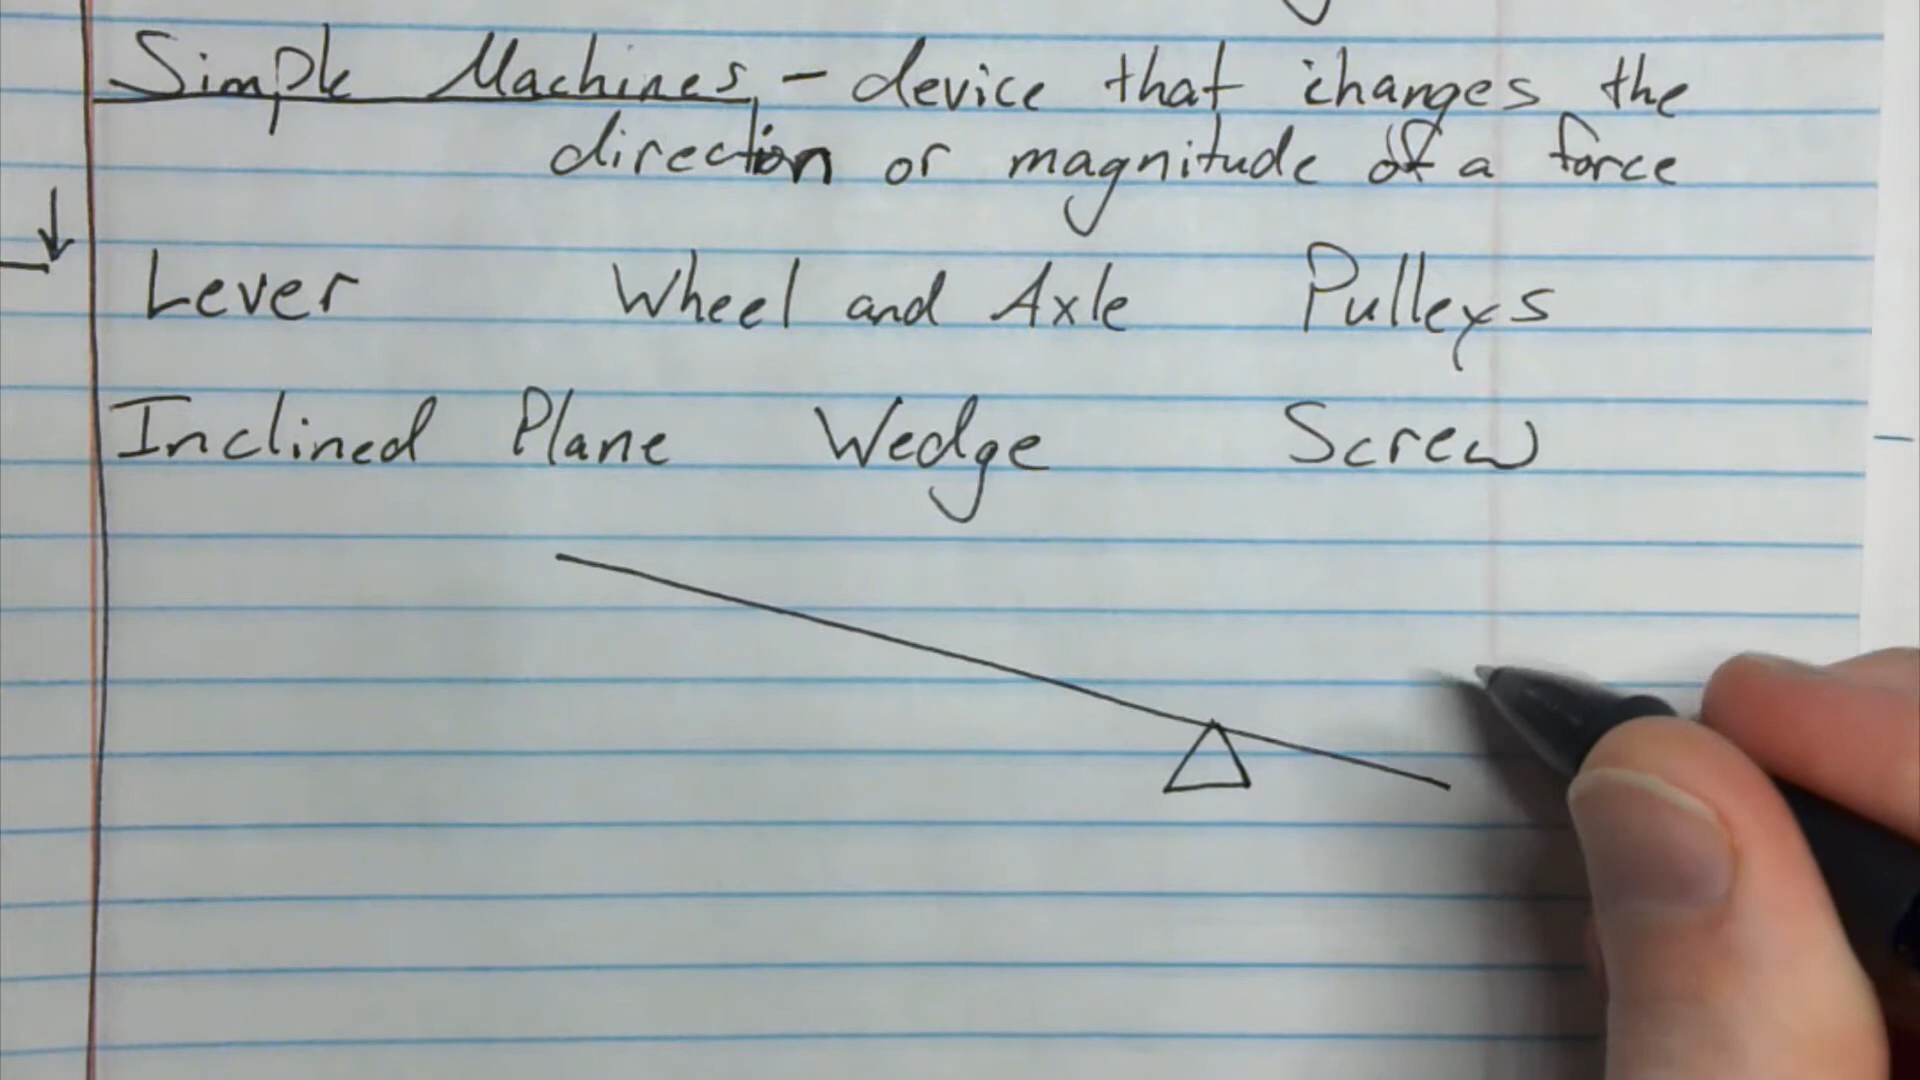 Simple Machines - device that changes the
direction or magnitude of a force
Lever Wheel and Axle Pulleys
Inclined Plane Wedge Screw